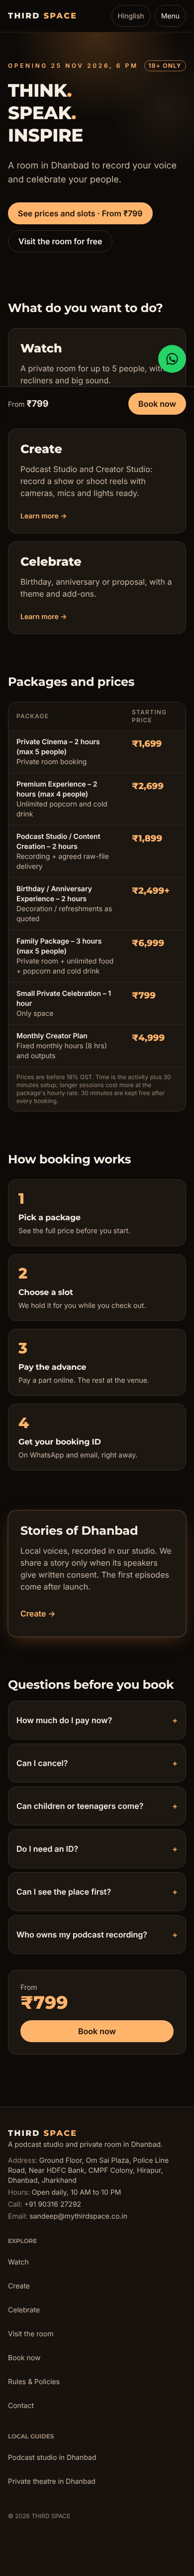 THIRD SPACE
Hinglish
Menu
OPENING 25 NOV 2026, 6 PM
18+ ONLY
THINK.
SPEAK.
INSPIRE
A room in Dhanbad to record your voice
and celebrate your people.
See prices and slots · From ₹799
Visit the room for free
What do you want to do?
Watch
A private room for up to 5 people, with
recliners and big sound.
From ₹799
Book now
Create
Podcast Studio and Creator Studio:
record a show or shoot reels with
cameras, mics and lights ready.
Learn more →
Celebrate
Birthday, anniversary or proposal, with a
theme and add-ons.
Learn more →
Packages and prices
PACKAGE
STARTING
PRICE
Private Cinema – 2 hours
(max 5 people)
Private room booking
₹1,699
Premium Experience – 2
hours (max 4 people)
Unlimited popcorn and cold
drink
₹2,699
Podcast Studio / Content
Creation – 2 hours
Recording + agreed raw-file
delivery
₹1,899
Birthday / Anniversary
Experience – 2 hours
Decoration / refreshments as
quoted
₹2,499+
Family Package – 3 hours
(max 5 people)
Private room + unlimited food
+ popcorn and cold drink
₹6,999
Small Private Celebration – 1
hour
Only space
₹799
Monthly Creator Plan
Fixed monthly hours (8 hrs)
and outputs
₹4,999
Prices are before 18% GST. Time is the activity plus 30
minutes setup; longer sessions cost more at the
package's hourly rate. 30 minutes are kept free after
every booking.
How booking works
1
Pick a package
See the full price before you start.
2
Choose a slot
We hold it for you while you check out.
3
Pay the advance
Pay a part online. The rest at the venue.
4
Get your booking ID
On WhatsApp and email, right away.
Stories of Dhanbad
Local voices, recorded in our studio. We
share a story only when its speakers
give written consent. The first episodes
come after launch.
Create →
Questions before you book
How much do I pay now? +
Can I cancel? +
Can children or teenagers come? +
Do I need an ID? +
Can I see the place first? +
Who owns my podcast recording? +
From
₹799
Book now
THIRD SPACE
A podcast studio and private room in Dhanbad.
Address: Ground Floor, Om Sai Plaza, Police Line
Road, Near HDFC Bank, CMPF Colony, Hirapur,
Dhanbad, Jharkhand
Hours: Open daily, 10 AM to 10 PM
Call: +91 90316 27292
Email: sandeep@mythirdspace.co.in
EXPLORE
Watch
Create
Celebrate
Visit the room
Book now
Rules & Policies
Contact
LOCAL GUIDES
Podcast studio in Dhanbad
Private theatre in Dhanbad
© 2026 THIRD SPACE